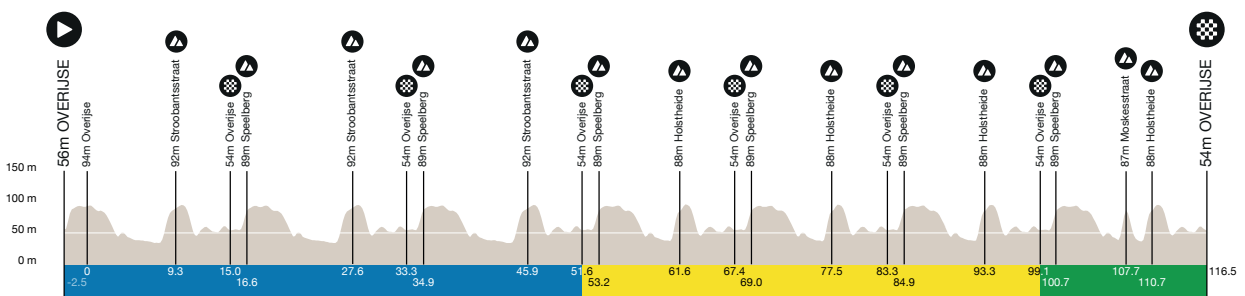 56m OVERIJSE
94m Overijse
92m Stroobantsstraat
54m Overijse
89m Speelberg
92m Stroobantsstraat
54m Overijse
89m Speelberg
92m Stroobantsstraat
54m Overijse
89m Speelberg
88m Holstheide
54m Overijse
89m Speelberg
88m Holstheide
54m Overijse
89m Speelberg
88m Holstheide
54m Overijse
89m Speelberg
87m Moskesstraat
88m Holstheide
54m OVERIJSE
150 m
100 m
50 m
0 m
0 9.3 15.0 27.6 33.3 45.9 51.6 61.6 67.4 77.5 83.3 93.3 99.1 107.7 116.5
-2.5 16.6 34.9 53.2 69.0 84.9 100.7 110.7